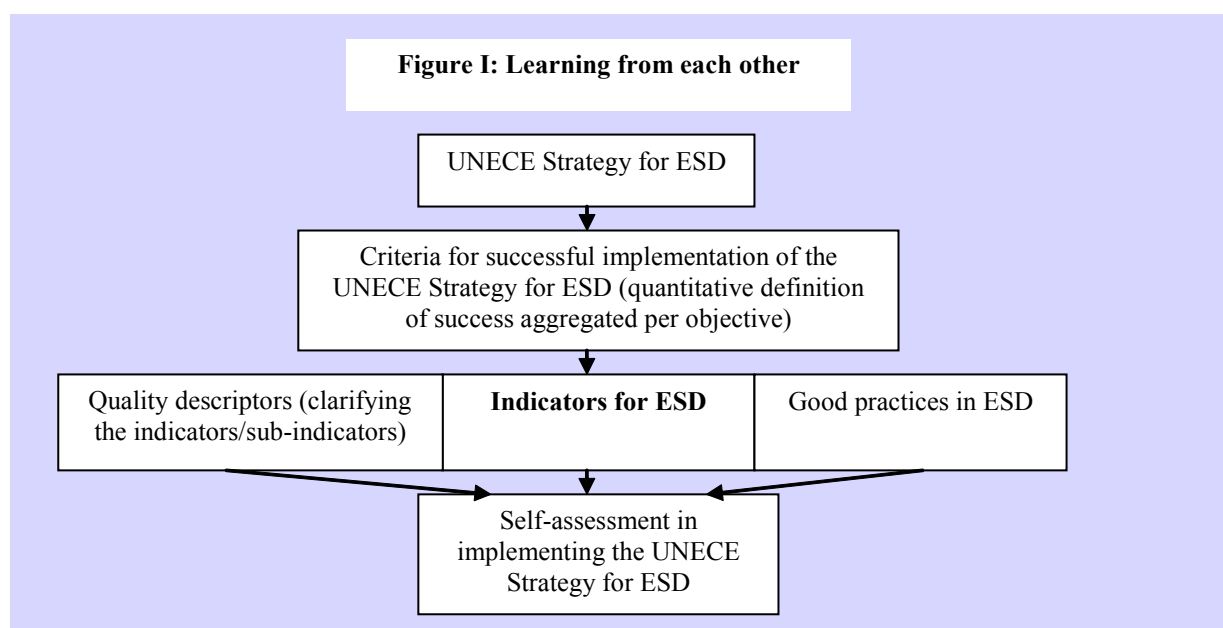 Figure I: Learning from each other
UNECE Strategy for ESD
Criteria for successful implementation of the
UNECE Strategy for ESD (quantitative definition
of success aggregated per objective)
Quality descriptors (clarifying
the indicators/sub-indicators)
Indicators for ESD
Good practices in ESD
Self-assessment in
implementing the UNECE
Strategy for ESD